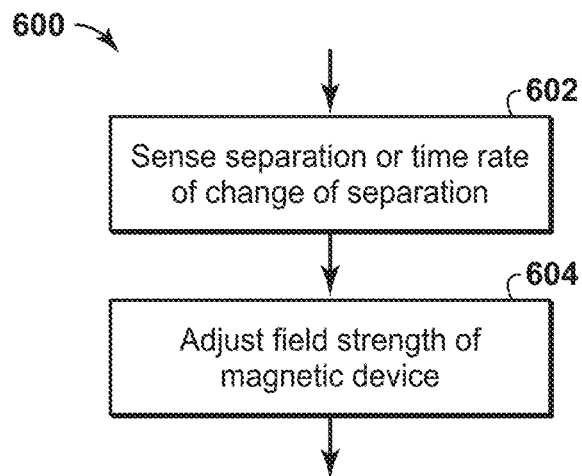 600
602
Sense separation or time rate
of change of separation
604
Adjust field strength of
magnetic device